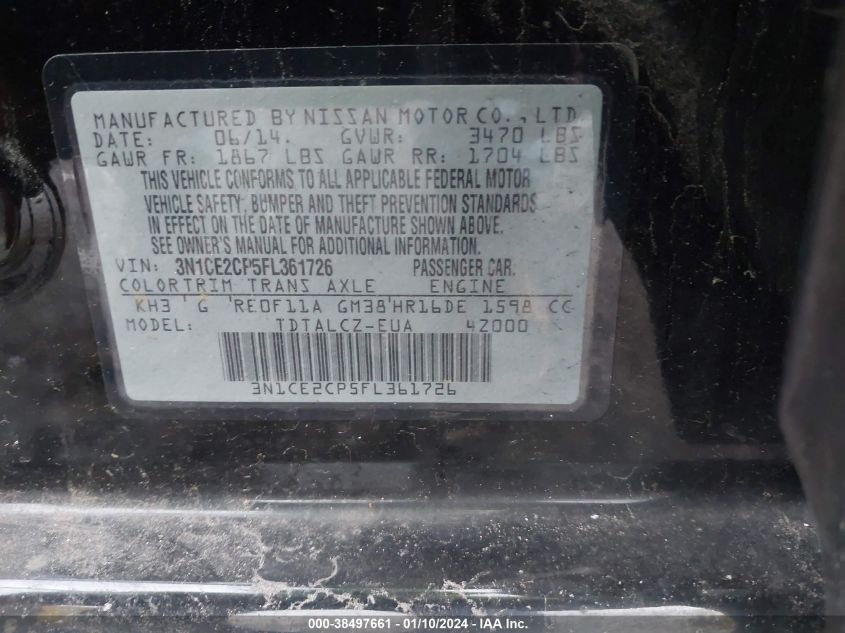 MANUFACTURED BY NISSAN MOTOR CO., LTD
DATE: 06/14. GVWR: 3470 LBS
GAWR FR: 1867 LBS GAWR RR: 1704 LBS
THIS VEHICLE CONFORMS TO ALL APPLICABLE FEDERAL MOTOR
VEHICLE SAFETY, BUMPER AND THEFT PREVENTION STANDARDS
IN EFFECT ON THE DATE OF MANUFACTURE SHOWN ABOVE.
SEE OWNER'S MANUAL FOR ADDITIONAL INFORMATION.
VIN: 3N1CE2CP5FL361726 PASSENGER CAR.
COLOR TRIM TRANS AXLE ENGINE
KH3 ' G 'RE0F11A GM38'HR16DE 1598 CC
MODEL: TDTALCZ-EUA 4Z000
3N1CE2CP5FL361726
000-38497661 - 01/10/2024 - IAA Inc.